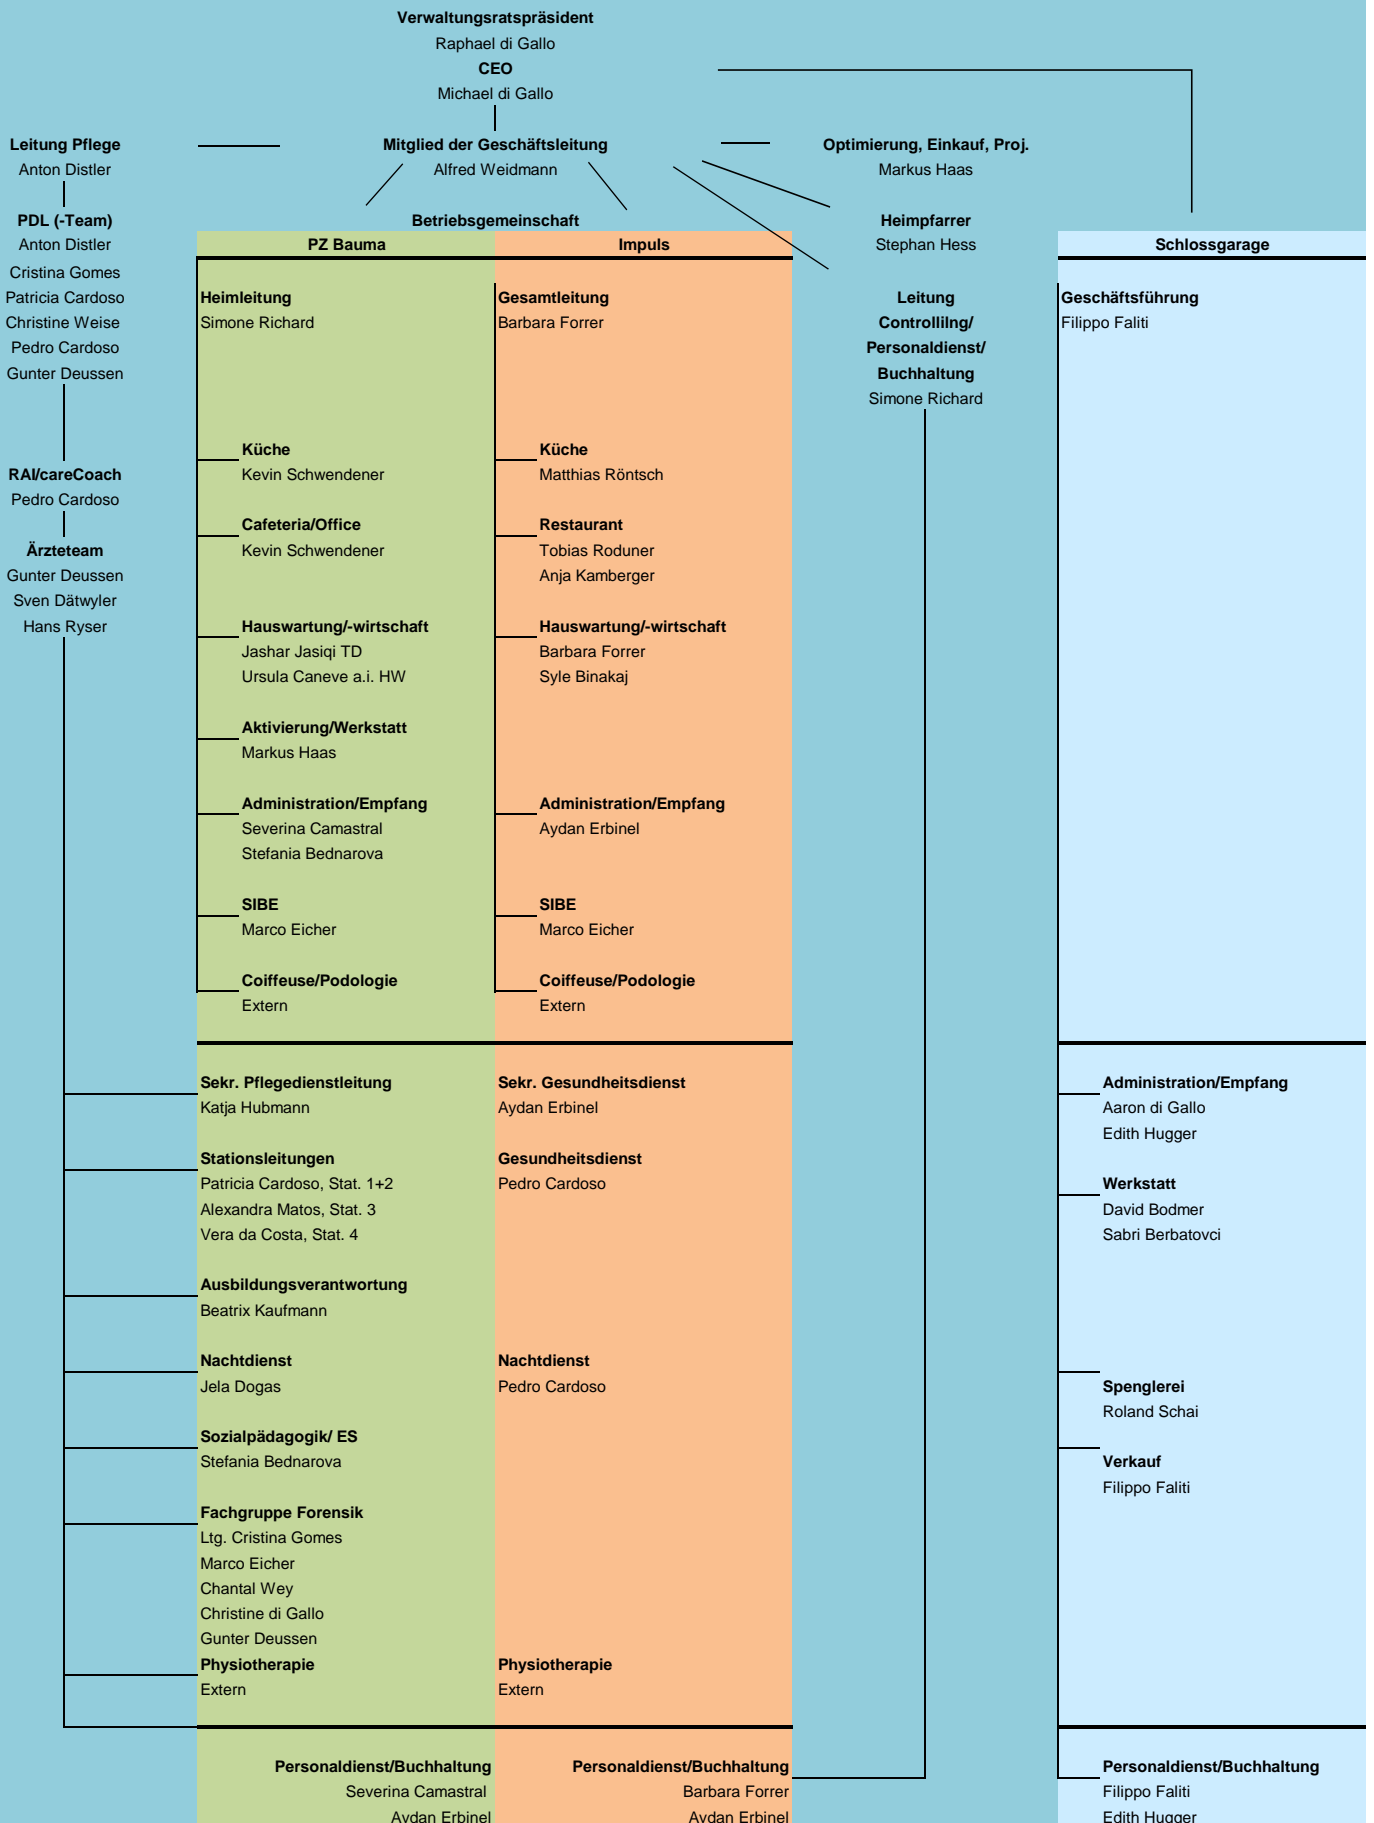 Verwaltungsratspräsident
Raphael di Gallo
CEO
Michael di Gallo
Leitung Pflege
Anton Distler
Mitglied der Geschäftsleitung
Alfred Weidmann
Optimierung, Einkauf, Proj.
Markus Haas
PDL (-Team)
Anton Distler
Cristina Gomes
Patricia Cardoso
Christine Weise
Pedro Cardoso
Gunter Deussen
RAI/careCoach
Pedro Cardoso
Ärzteteam
Gunter Deussen
Sven Dätwyler
Hans Ryser
Betriebsgemeinschaft
PZ Bauma
Heimleitung
Simone Richard
Küche
Kevin Schwendener
Cafeteria/Office
Kevin Schwendener
Hauswartung/-wirtschaft
Jashar Jasiqi TD
Ursula Caneve a.i. HW
Aktivierung/Werkstatt
Markus Haas
Administration/Empfang
Severina Camastral
Stefania Bednarova
SIBE
Marco Eicher
Coiffeuse/Podologie
Extern
Sekr. Pflegedienstleitung
Katja Hubmann
Stationsleitungen
Patricia Cardoso, Stat. 1+2
Alexandra Matos, Stat. 3
Vera da Costa, Stat. 4
Ausbildungsverantwortung
Beatrix Kaufmann
Nachtdienst
Jela Dogas
Sozialpädagogik/ ES
Stefania Bednarova
Fachgruppe Forensik
Ltg. Cristina Gomes
Marco Eicher
Chantal Wey
Christine di Gallo
Gunter Deussen
Physiotherapie
Extern
Personaldienst/Buchhaltung
Severina Camastral
Aydan Erbinel
Impuls
Gesamtleitung
Barbara Forrer
Küche
Matthias Röntsch
Restaurant
Tobias Roduner
Anja Kamberger
Hauswartung/-wirtschaft
Barbara Forrer
Syle Binakaj
Administration/Empfang
Aydan Erbinel
SIBE
Marco Eicher
Coiffeuse/Podologie
Extern
Sekr. Gesundheitsdienst
Aydan Erbinel
Gesundheitsdienst
Pedro Cardoso
Nachtdienst
Pedro Cardoso
Physiotherapie
Extern
Personaldienst/Buchhaltung
Barbara Forrer
Aydan Erbinel
Heimpfarrer
Stephan Hess
Leitung
Controllilng/
Personaldienst/
Buchhaltung
Simone Richard
Schlossgarage
Geschäftsführung
Filippo Faliti
Administration/Empfang
Aaron di Gallo
Edith Hugger
Werkstatt
David Bodmer
Sabri Berbatovci
Spenglerei
Roland Schai
Verkauf
Filippo Faliti
Personaldienst/Buchhaltung
Filippo Faliti
Edith Hugger